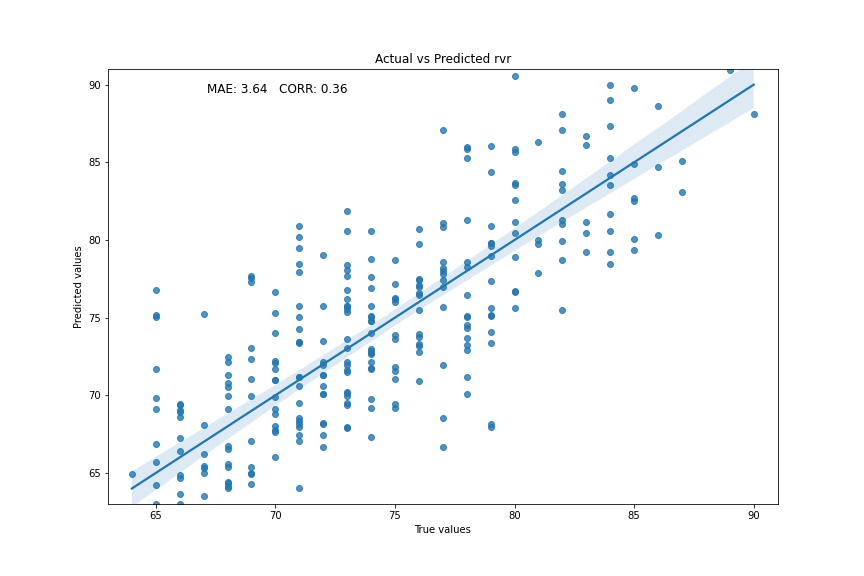 Actual vs Predicted rvr
MAE: 3.64   CORR: 0.36
90
85
80
75
70
65
Predicted values
65 70 75 80 85 90
True values